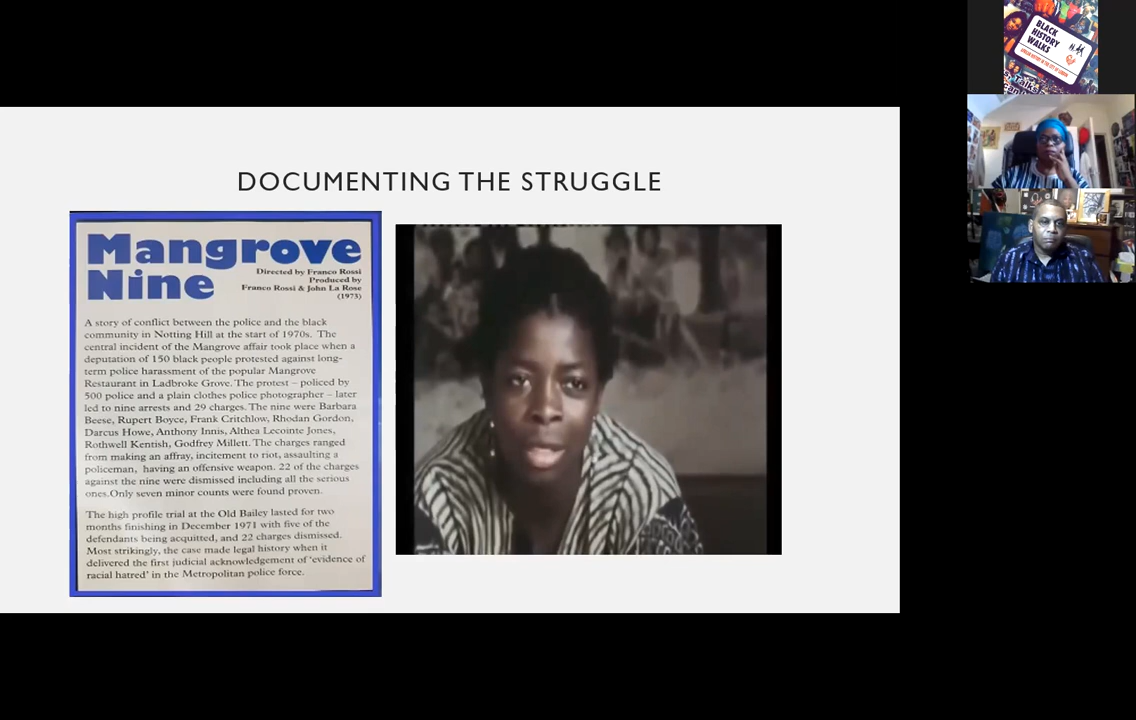 DOCUMENTING THE STRUGGLE
Mangrove
Nine
Directed by Franco Rossi
Produced by
Franco Rossi & John La Rose
(1973)
A story of conflict between the police and the black
community in Notting Hill at the start of 1970s. The
central incident of the Mangrove affair took place when a
deputation of 150 black people protested against long-
term police harassment of the popular Mangrove
Restaurant in Ladbroke Grove. The protest – policed by
500 police and a plain clothes police photographer – later
led to nine arrests and 29 charges. The nine were Barbara
Beese, Rupert Boyce, Frank Critchlow, Rhodan Gordon,
Darcus Howe, Anthony Innis, Althea Lecointe Jones,
Rothwell Kentish, Godfrey Millett. The charges ranged
from making an affray, incitement to riot, assaulting a
policeman, having an offensive weapon. 22 of the charges
against the nine were dismissed including all the serious
ones.Only seven minor counts were found proven.
The high profile trial at the Old Bailey lasted for two
months finishing in December 1971 with five of the
defendants being acquitted, and 22 charges dismissed.
Most strikingly, the case made legal history when it
delivered the first judicial acknowledgement of 'evidence of
racial hatred' in the Metropolitan police force.
BLACK
HISTORY
WALKS